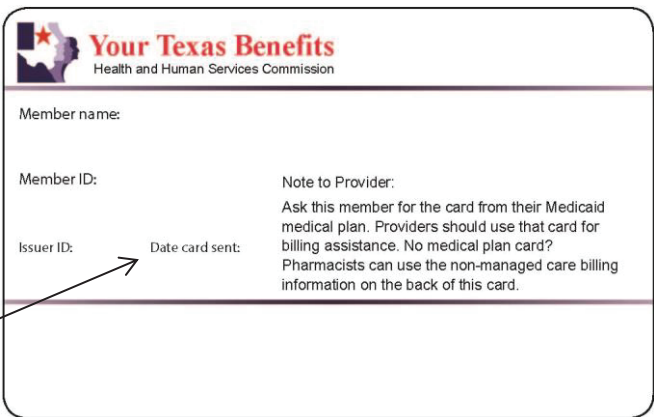 Your Texas Benefits
Health and Human Services Commission
Member name:
Member ID:
Note to Provider:
Ask this member for the card from their Medicaid
medical plan. Providers should use that card for
billing assistance. No medical plan card?
Pharmacists can use the non-managed care billing
information on the back of this card.
Issuer ID:
Date card sent: